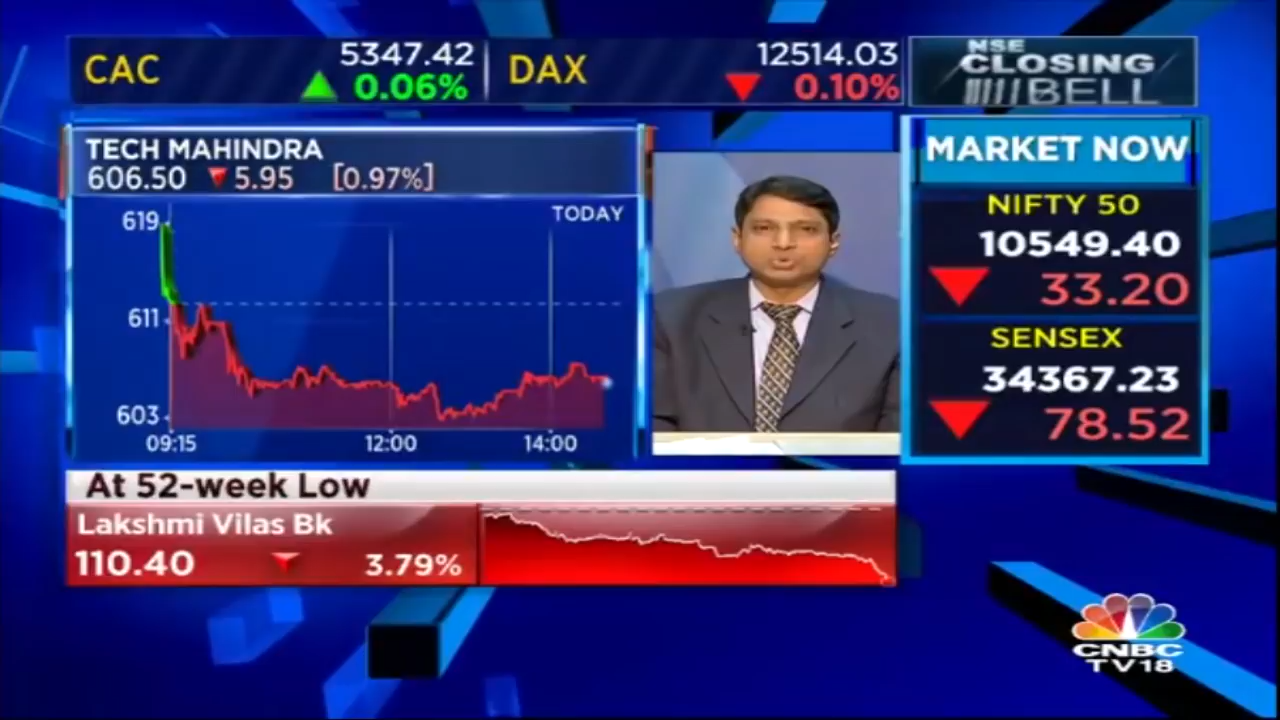 CAC
5347.42
▲ 0.06%
DAX
12514.03
▼ 0.10%
NSE
CLOSING
BELL
TECH MAHINDRA
606.50 ▼ 5.95 [0.97%]
TODAY
619
611
603
09:15 12:00 14:00
MARKET NOW
NIFTY 50
10549.40
▼ 33.20
SENSEX
34367.23
▼ 78.52
At 52-week Low
Lakshmi Vilas Bk
110.40 ▼ 3.79%
CNBC
TV18